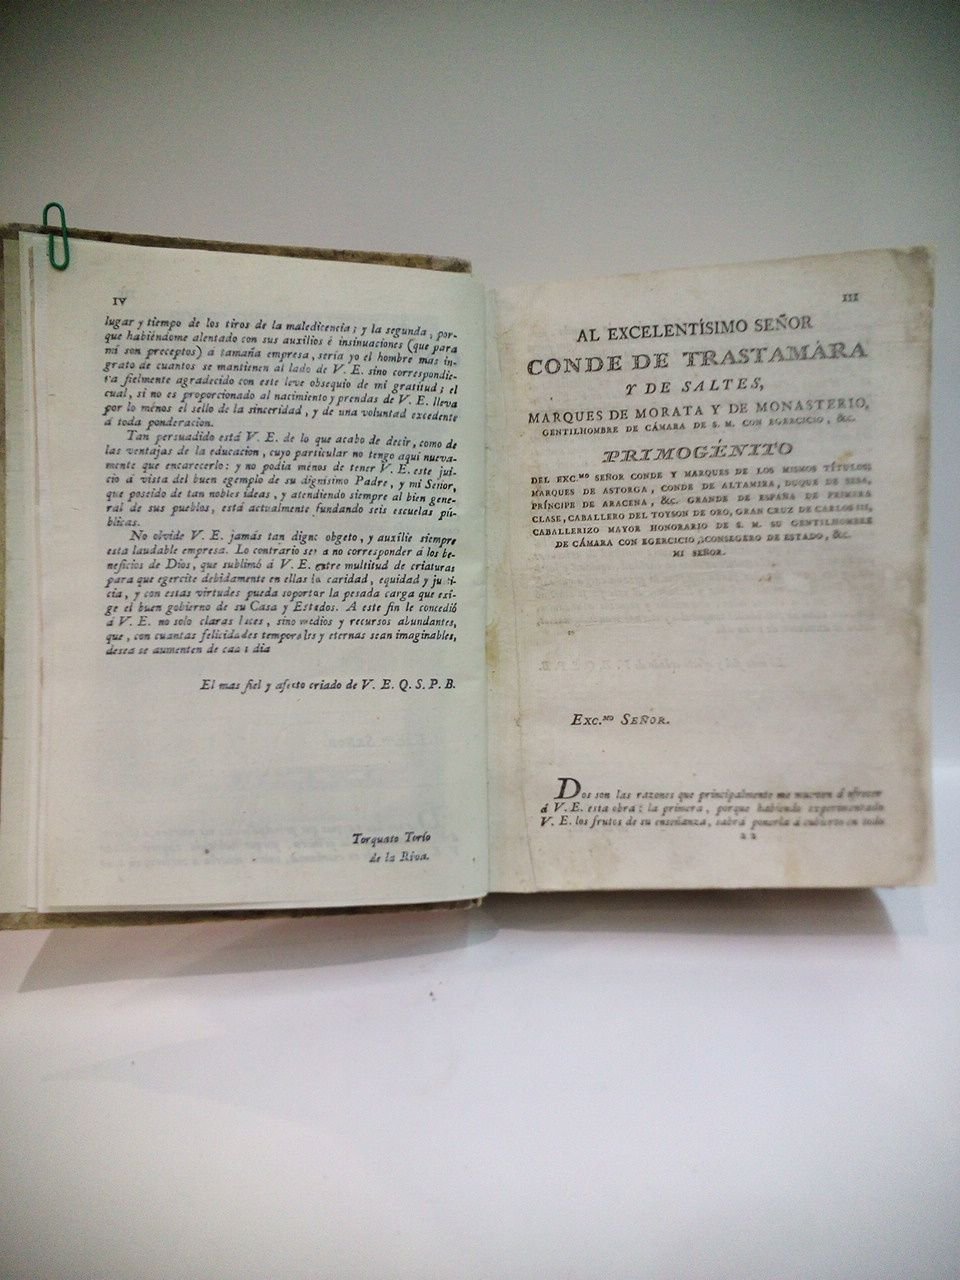 IV
lugar y tiempo de los tiros de la maledicencia; y la segunda, por-
que habiéndome alentado con sus auxilios é insinuaciones (que para
mí son preceptos) á tamaña empresa, sería yo el hombre mas in-
grato de cuantos se mantienen al lado de V. E. sino correspondie-
ra fielmente agradecido con este leve obsequio de mi gratitud; el
cual, si no es proporcionado al nacimiento y prendas de V. E. lleva
por lo ménos el sello de la sinceridad, y de una voluntad excedente
á toda ponderacion.
Tan persuadido está V. E. de lo que acabo de decir, como de
las ventajas de la educacion, cuyo particular no tengo aquí nueva-
mente que encarecerlo: y no podia ménos de tener V. E. este jui-
cio á vista del buen egemplo de su dignísimo Padre, y mi Señor,
que poseido de tan nobles ideas, y atendiendo siempre al bien gene-
ral de sus pueblos, está actualmente fundando seis escuelas pú-
blicas.
No olvide V. E. jamás tan digno obgeto, y auxílie siempre
esta laudable empresa. Lo contrario sería no corresponder á los be-
neficios de Dios, que sublimó á V. E. entre multitud de criaturas
para que egercite debidamente en ellas la caridad, equidad y justi-
cia, y con estas virtudes pueda soportar la pesada carga que exî-
ge el buen gobierno de su Casa y Estados. A este fin le concedió
á V. E. no solo claras luces, sino medios y recursos abundantes,
que, con cuantas felicidades temporales y eternas sean imaginables,
desea se aumenten de cada dia
El mas fiel y afecto criado de V. E. Q. S. P. B.
Torquato Torío
de la Riva.
III
AL EXCELENTÍSIMO SEÑOR
CONDE DE TRASTAMÀRA
Y DE SALTES,
MARQUES DE MORATA Y DE MONASTERIO,
GENTILHOMBRE DE CÁMARA DE S. M. CON EGERCICIO, &c.
PRIMOGÉNITO
DEL EXC.MO SEÑOR CONDE Y MARQUES DE LOS MISMOS TÍTULOS;
MARQUES DE ASTORGA, CONDE DE ALTAMIRA, DUQUE DE SESA,
PRÍNCIPE DE ARACENA, &c. GRANDE DE ESPAÑA DE PRIMERA
CLASE, CABALLERO DEL TOYSON DE ORO, GRAN CRUZ DE CARLOS III,
CABALLERIZO MAYOR HONORARIO DE S. M. SU GENTILHOMBRE
DE CÁMARA CON EGERCICIO, CONSEGERO DE ESTADO, &c.
MI SEÑOR.
EXC.MO SEÑOR.
Dos son las razones que principalmente me mueven á ofrecer
á V. E. esta obra: la primera, porque habiendo experimentado
V. E. los frutos de su enseñanza, sabrá ponerla á cubierto en todo